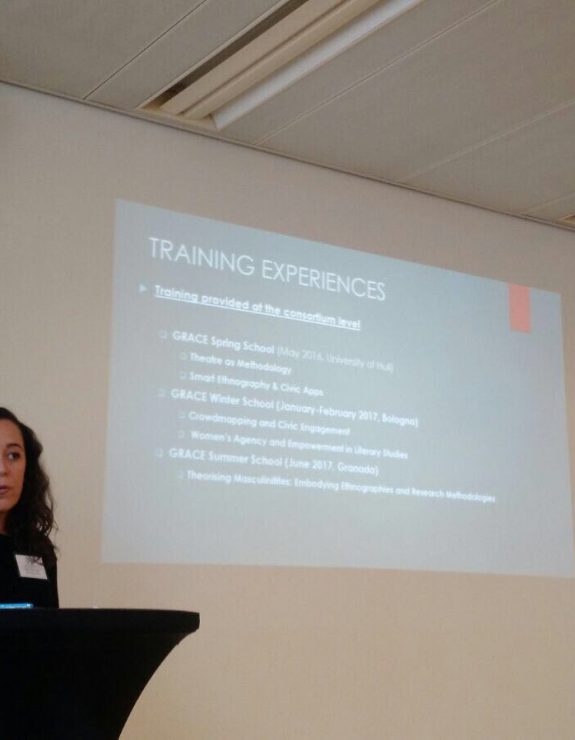 TRAINING EXPERIENCES
Training provided at the consortium level
GRACE Spring School (May 2016, University of Hull)
Theatre as Methodology
Smart Ethnography & Civic Apps
GRACE Winter School (January-February 2017, Bologna)
Crowdmapping and Civic Engagement
Women's Agency and Empowerment in Literary Studies
GRACE Summer School (June 2017, Granada)
Theorising Masculinities: Embodying Ethnographies and Research Methodologies